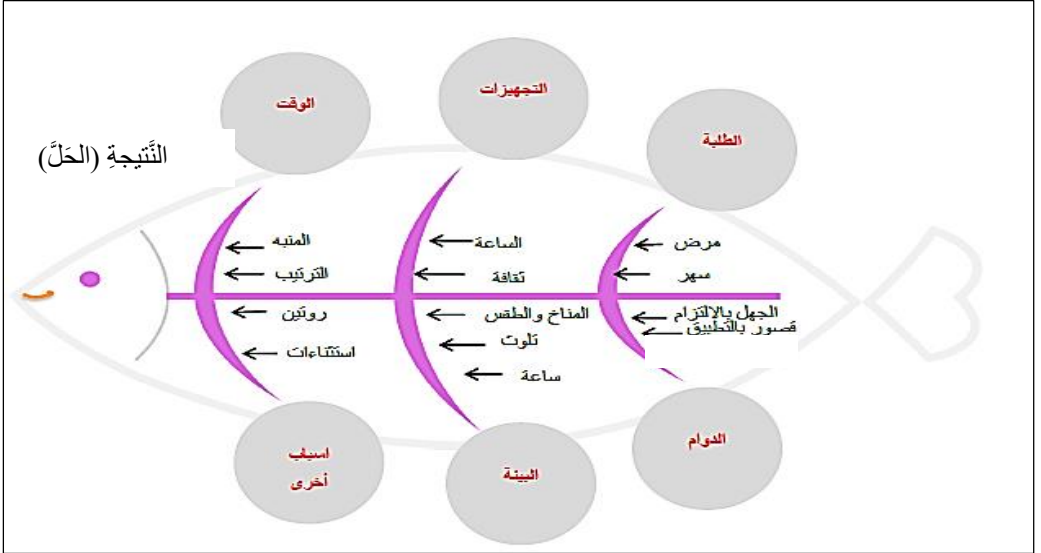 الطلبة
التجهيزات
الوقت
النَّتيجةِ (الحَلَّ)
مرض
سهر
الساعة
ثقافة
المنبه
الترتيب
الجهل بالالتزام
قصور بالتطبيق
المناخ والطقس
تلوث
ساعة
روتين
استثناءات
الدوام
البيئة
اسباب
أخرى